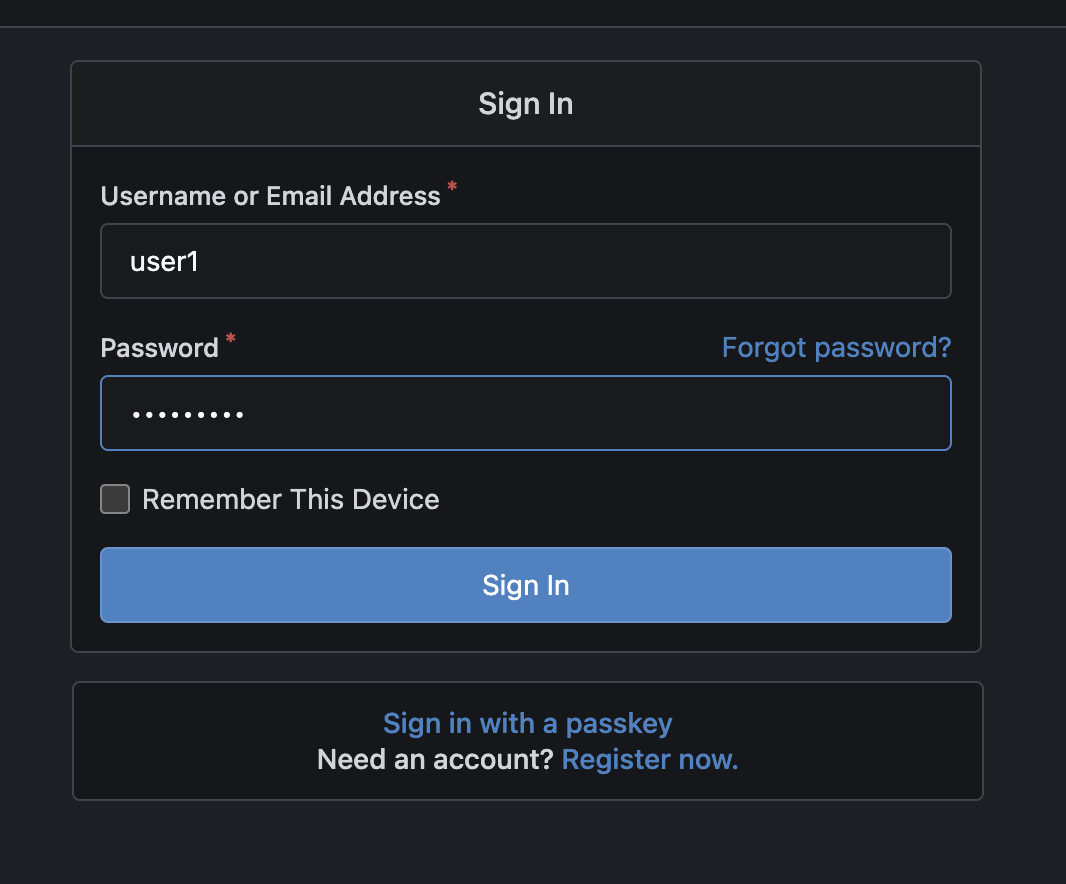 Sign In
Username or Email Address *
user1
Password * Forgot password?
•••••••••
Remember This Device
Sign In
Sign in with a passkey
Need an account? Register now.